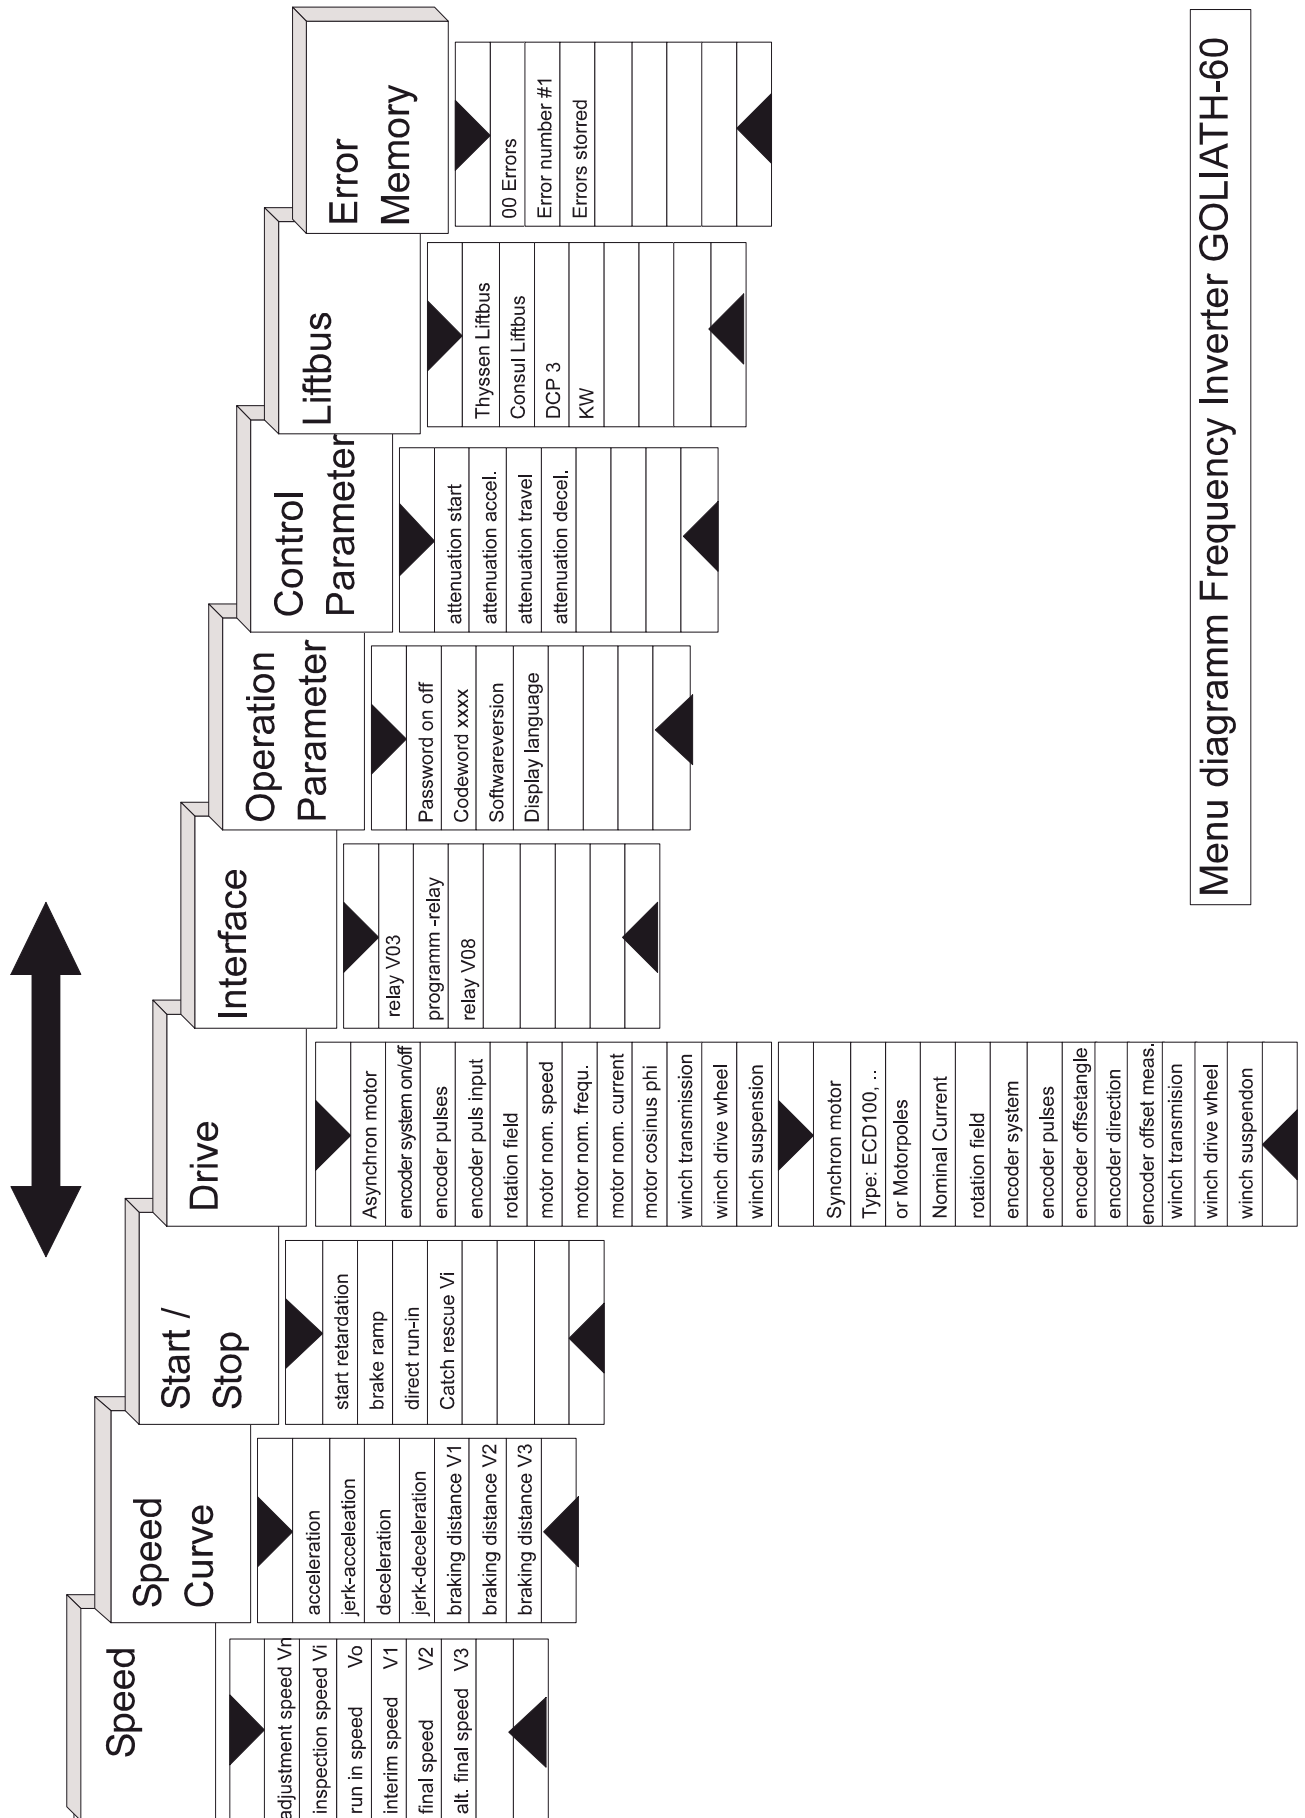 Speed
adjustment speed Vn
inspection speed Vi
run in speed Vo
interim speed V1
final speed V2
alt. final speed V3
Speed
Curve
acceleration
jerk-acceleation
deceleration
jerk-deceleration
braking distance V1
braking distance V2
braking distance V3
Start /
Stop
start retardation
brake ramp
direct run-in
Catch rescue Vi
Drive
Asynchron motor
encoder system on/off
encoder pulses
encoder puls input
rotation field
motor nom. speed
motor nom. frequ.
motor nom. current
motor cosinus phi
winch transmission
winch drive wheel
winch suspension
Synchron motor
Type: ECD100, ..
or Motorpoles
Nominal Current
rotation field
encoder system
encoder pulses
encoder offsetangle
encoder direction
encoder offset meas.
winch transmision
winch drive wheel
winch suspendon
Interface
relay V03
programm -relay
relay V08
Operation
Parameter
Password on off
Codeword xxxx
Softwareversion
Display language
Control
Parameter
attenuation start
attenuation accel.
attenuation travel
attenuation decel.
Liftbus
Thyssen Liftbus
Consul Liftbus
DCP 3
KW
Error
Memory
00 Errors
Error number #1
Errors storred
Menu diagramm Frequency Inverter GOLIATH-60